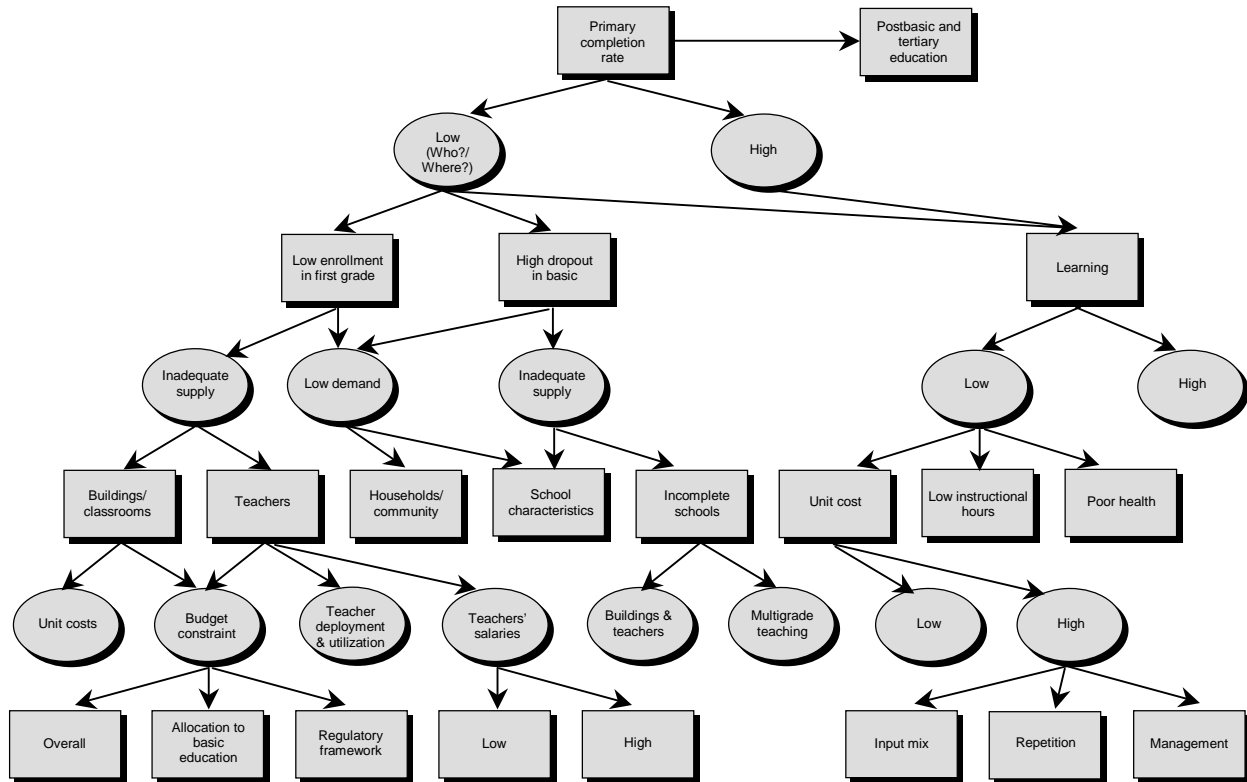 Primary
completion
rate
Postbasic and
tertiary
education
Low
(Who?/
Where?)
High
Low enrollment
in first grade
High dropout
in basic
Learning
Inadequate
supply
Low demand
Inadequate
supply
Low
High
Buildings/
classrooms
Teachers
Households/
community
School
characteristics
Incomplete
schools
Unit cost
Low instructional
hours
Poor health
Unit costs
Budget
constraint
Teacher
deployment
& utilization
Teachers’
salaries
Buildings &
teachers
Multigrade
teaching
Low
High
Overall
Allocation to
basic
education
Regulatory
framework
Low
High
Input mix
Repetition
Management